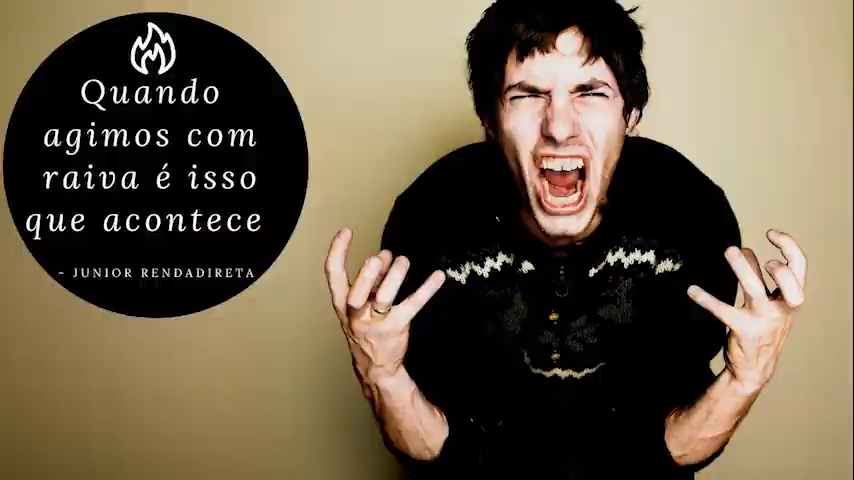 Quando
agimos com
raiva é isso
que acontece
- JUNIOR RENDADIRETA